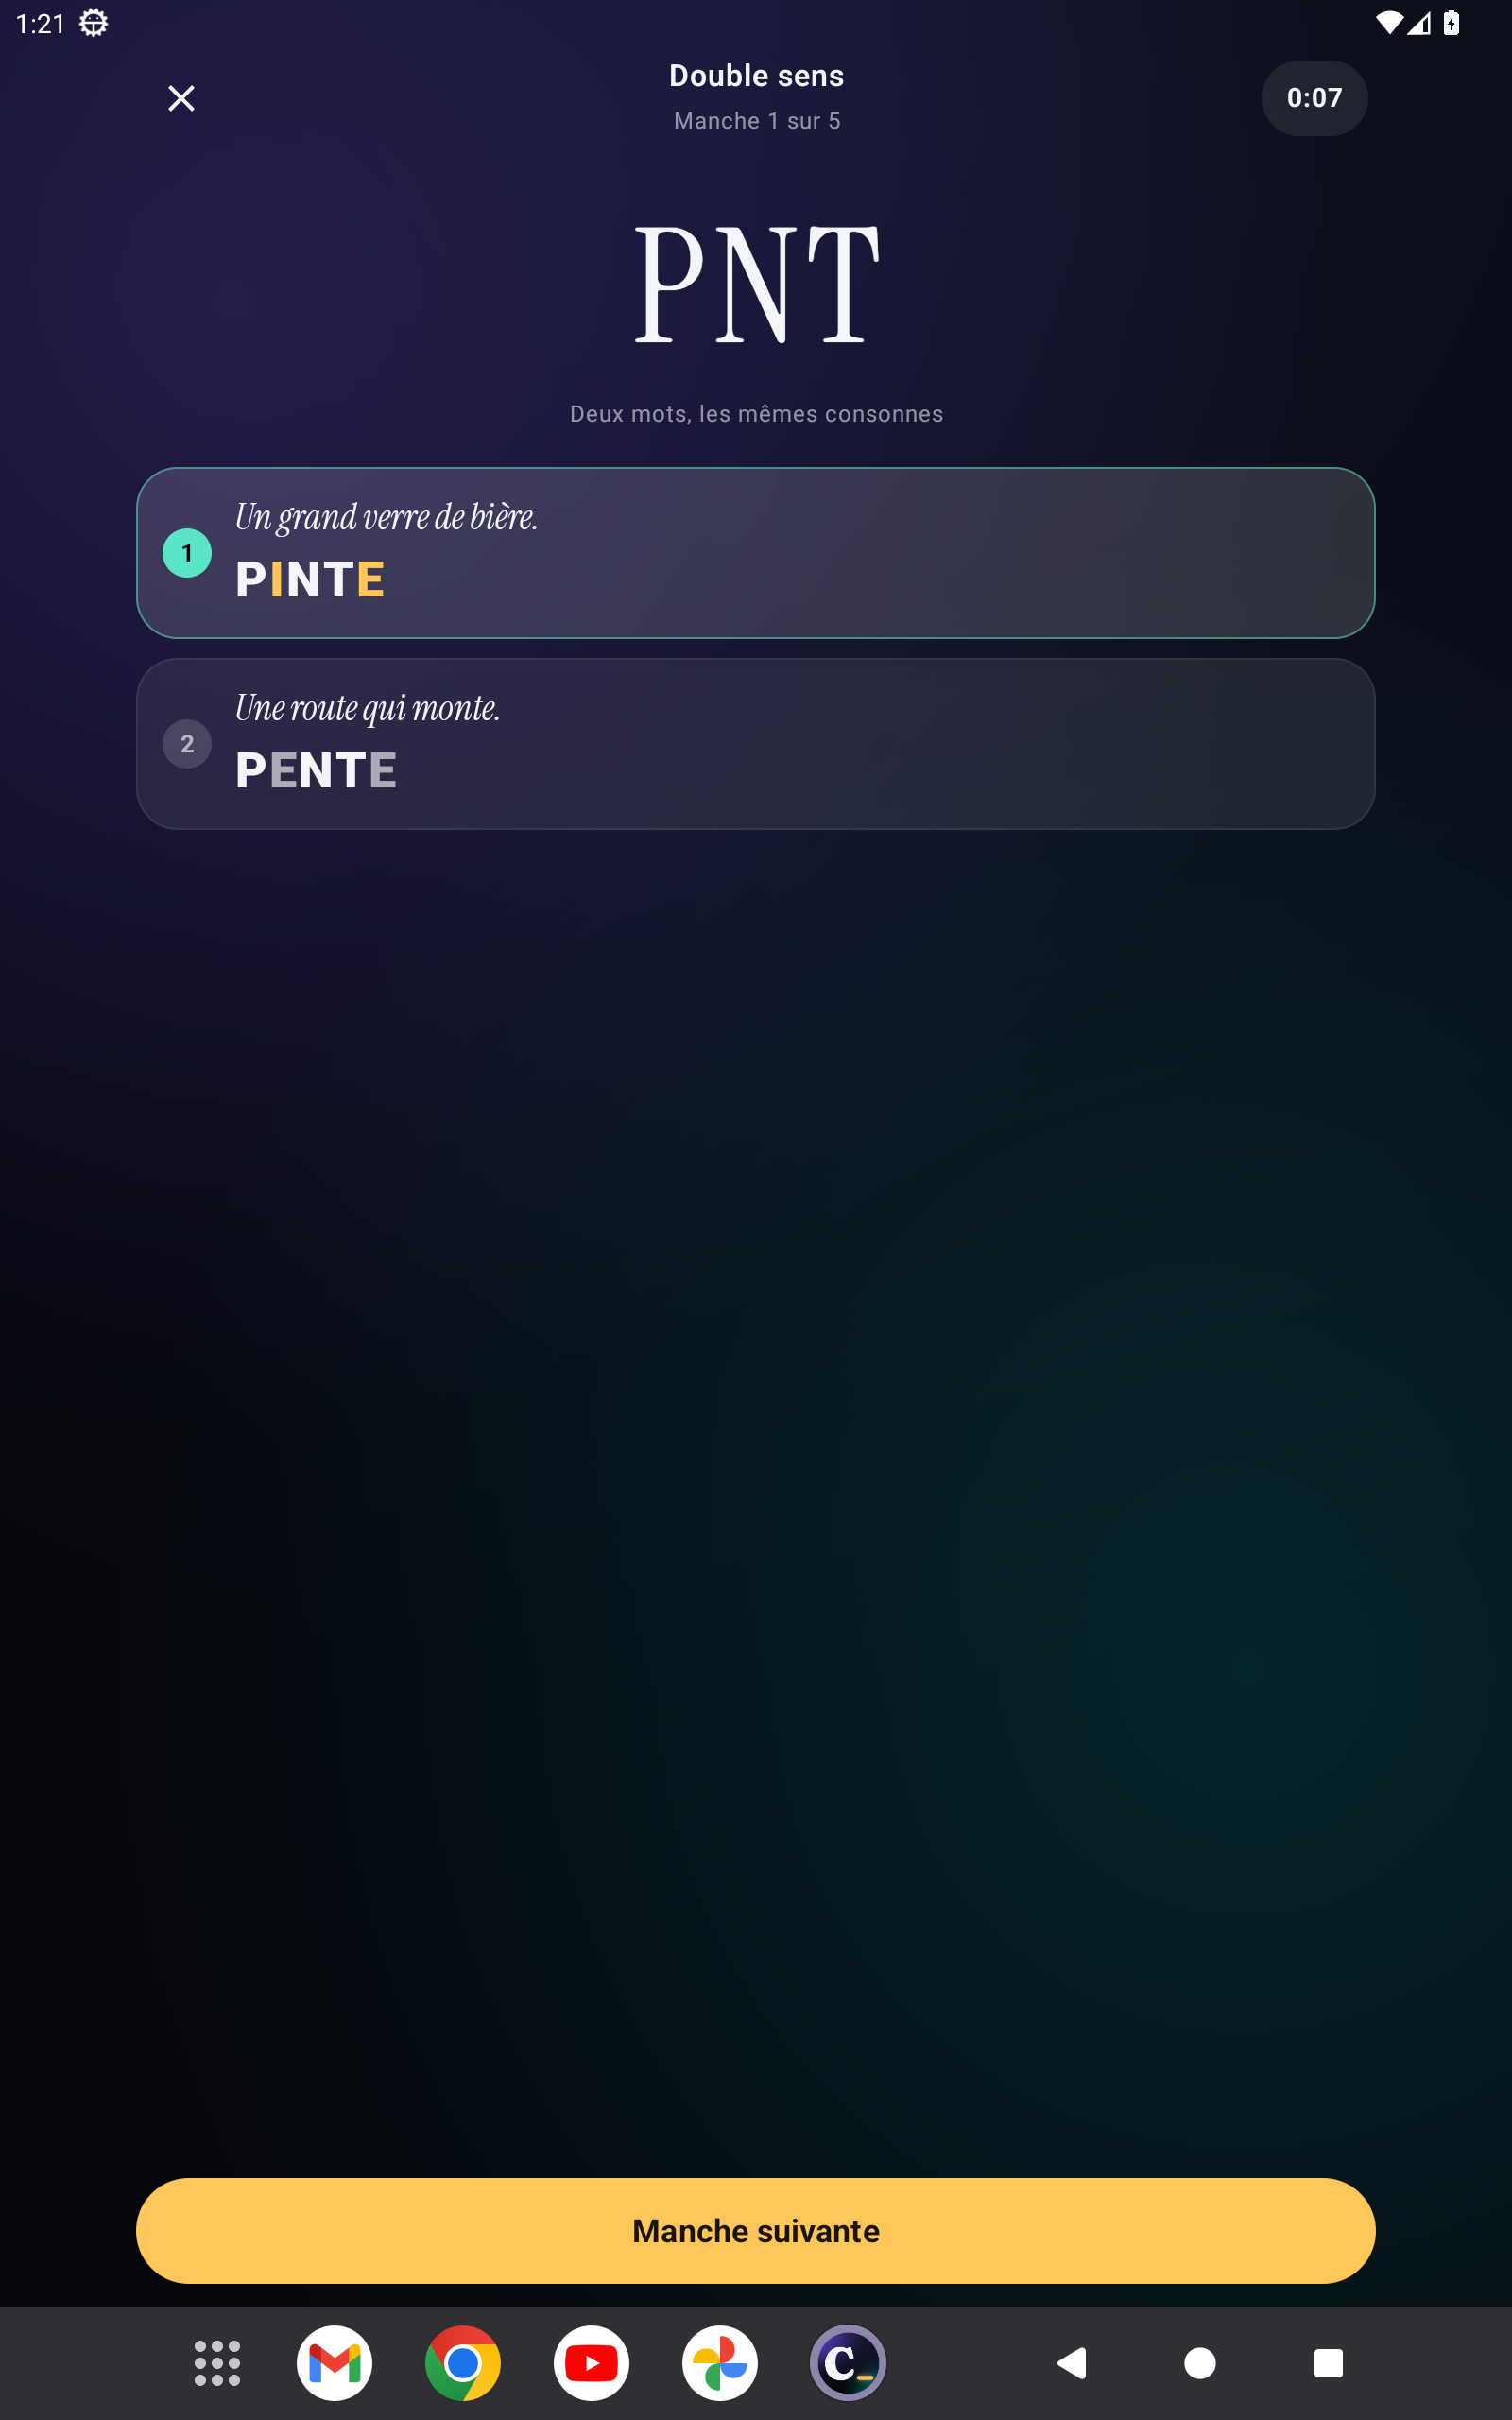 1:21
Double sens
Manche 1 sur 5
0:07
PNT
Deux mots, les mêmes consonnes
1
Un grand verre de bière.
PINTE
2
Une route qui monte.
PENTE
Manche suivante
C_